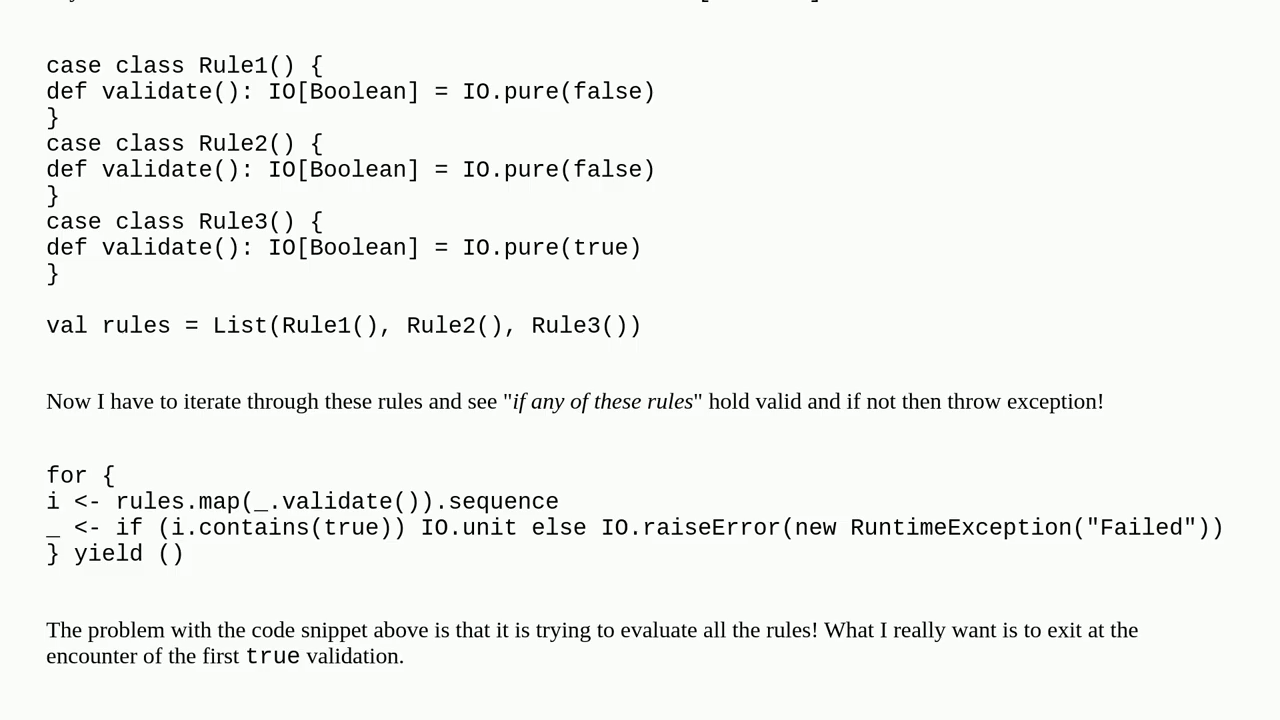 case class Rule1() {
def validate(): IO[Boolean] = IO.pure(false)
}
case class Rule2() {
def validate(): IO[Boolean] = IO.pure(false)
}
case class Rule3() {
def validate(): IO[Boolean] = IO.pure(true)
}
val rules = List(Rule1(), Rule2(), Rule3())
Now I have to iterate through these rules and see "if any of these rules" hold valid and if not then throw exception!
for {
i <- rules.map(_.validate()).sequence
_ <- if (i.contains(true)) IO.unit else IO.raiseError(new RuntimeException("Failed"))
} yield ()
The problem with the code snippet above is that it is trying to evaluate all the rules! What I really want is to exit at the
encounter of the first true validation.